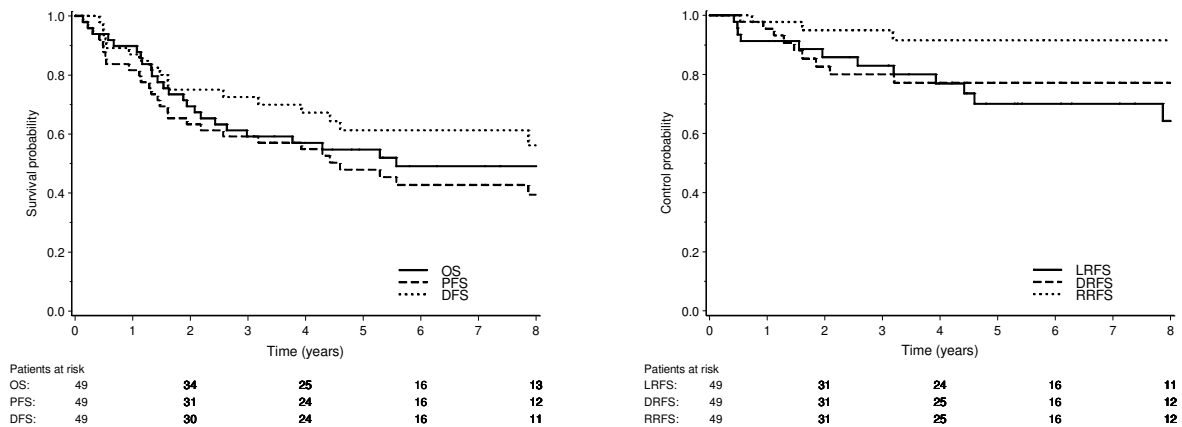 1.0
0.8
0.6
0.4
0.2
0.0
Survival probability
OS
PFS
DFS
0 1 2 3 4 5 6 7 8
Time (years)
Patients at risk
OS: 49 34 25 16 13
PFS: 49 31 24 16 12
DFS: 49 30 24 16 11
1.0
0.8
0.6
0.4
0.2
0.0
Control probability
LRFS
DRFS
RRFS
0 1 2 3 4 5 6 7 8
Time (years)
Patients at risk
LRFS: 49 31 24 16 11
DRFS: 49 31 25 16 12
RRFS: 49 31 25 16 12